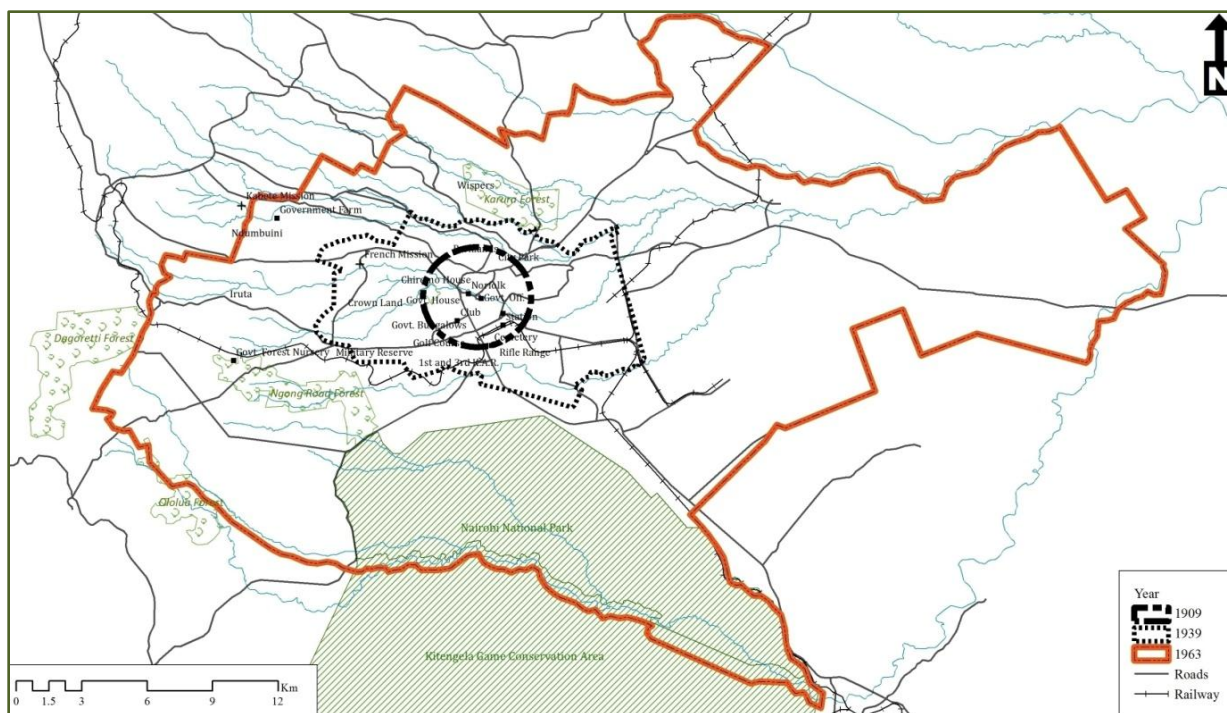 N
Wispers
Karura Forest
Kabete Mission
Government Farm
Ndumbuini
City Park
French Mission
Chiromo House
Norfolk
Iruta
Crown Land
Govt. House
Govt. Off.
Club
Station
Govt. Bungalows
Cemetery
Dagoretti Forest
Rifle Range
Govt. Forest Nursery
Military Reserve
1st and 3rd K.A.R.
Ngong Road Forest
Ololua Forest
Nairobi National Park
Kitengela Game Conservation Area
Year
1909
1939
1963
Roads
Railway
Km
0 1.5 3 6 9 12